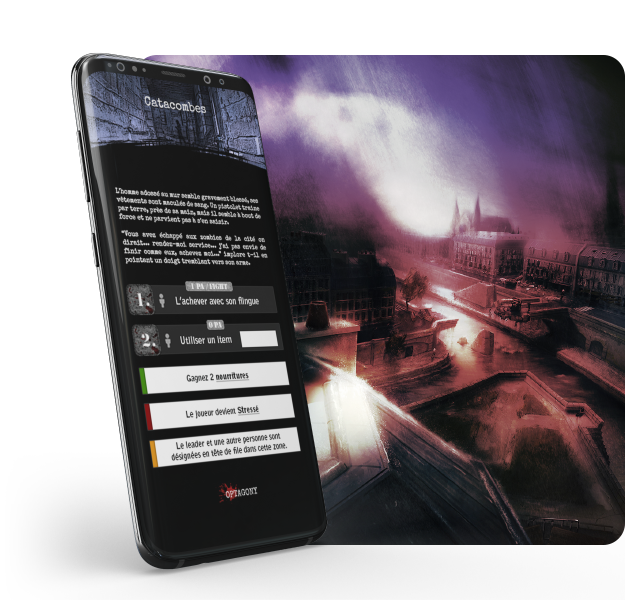 Catacombes
L'homme adossé au mur semble gravement blessé, ses
vêtements sont maculés de sang. Un pistolet traine
par terre, près de sa main, mais il semble à bout de
force et ne parvient pas à s'en saisir.
"Vous avez échappé aux zombies de la cité on
dirait... rendez-moi service... j'ai pas envie de
finir comme eux, achevez moi..." implore t-il en
pointant un doigt tremblant vers son arme.
1 PA / FIGHT
1. L'achever avec son flingue
0 PA
2. Utiliser un item
Gagnez 2 nourritures
Le joueur devient Stressé
Le leader et une autre personne sont
désignées en tête de file dans cette zone.
OPTAGONY